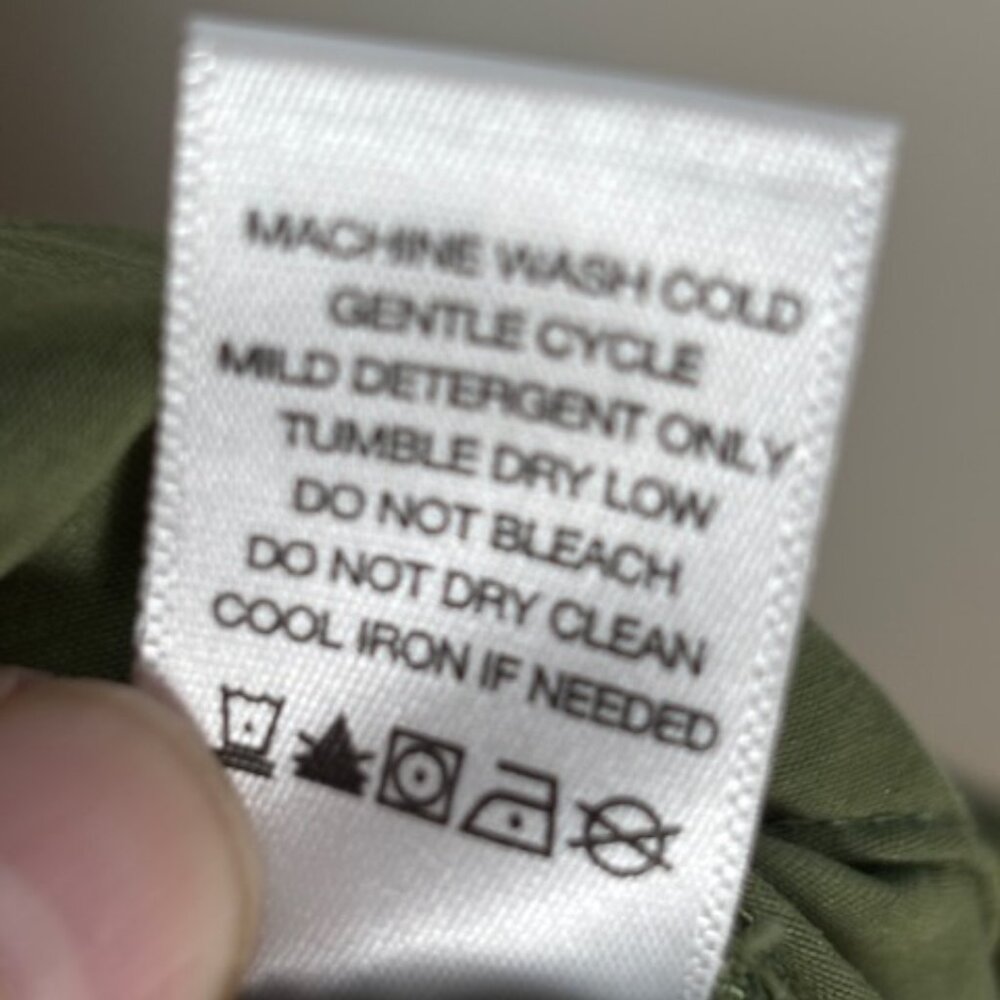 MACHINE WASH COLD
GENTLE CYCLE
MILD DETERGENT ONLY
TUMBLE DRY LOW
DO NOT BLEACH
DO NOT DRY CLEAN
COOL IRON IF NEEDED